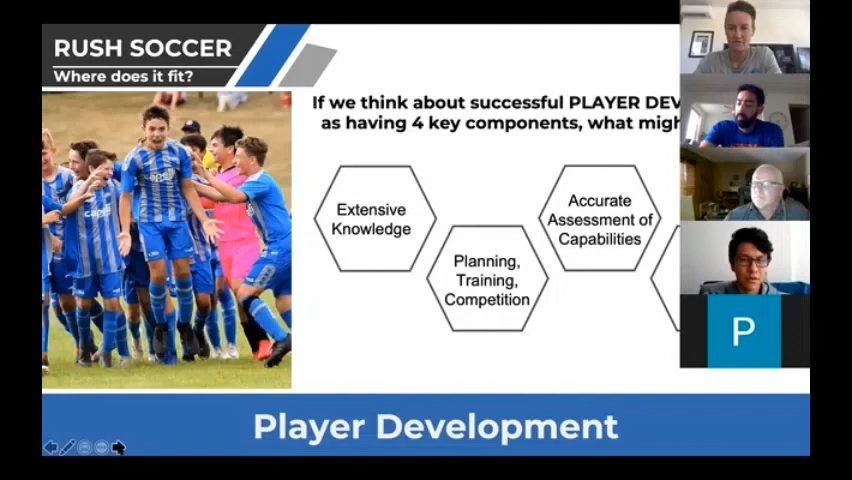 RUSH SOCCER
Where does it fit?
If we think about successful PLAYER DEV
as having 4 key components, what migh
Extensive
Knowledge
Planning,
Training,
Competition
Accurate
Assessment of
Capabilities
P
Player Development